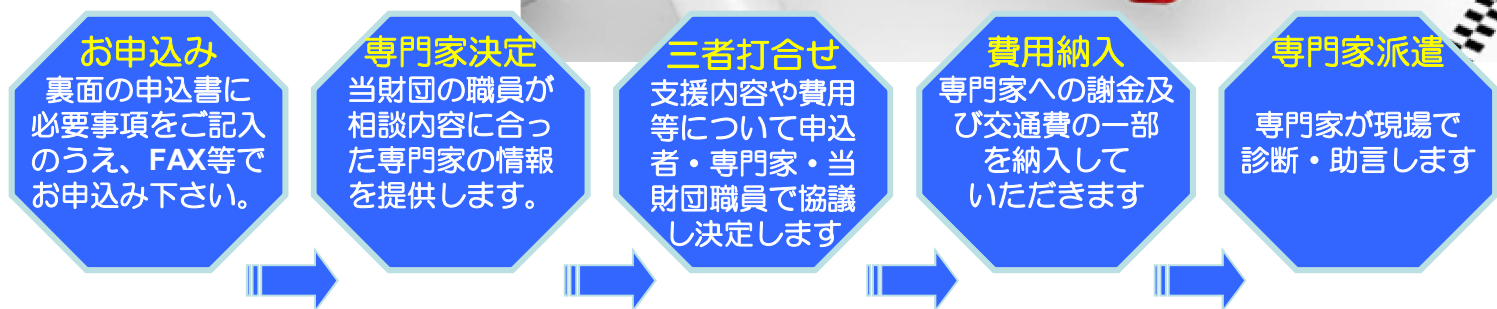 お申込み
裏面の申込書に
必要事項をご記入
のうえ、FAX等で
お申込み下さい。
専門家決定
当財団の職員が
相談内容に合っ
た専門家の情報
を提供します。
三者打合せ
支援内容や費用
等について申込
者・専門家・当
財団職員で協議
し決定します
費用納入
専門家への謝金及
び交通費の一部
を納入して
いただきます
専門家派遣
専門家が現場で
診断・助言します